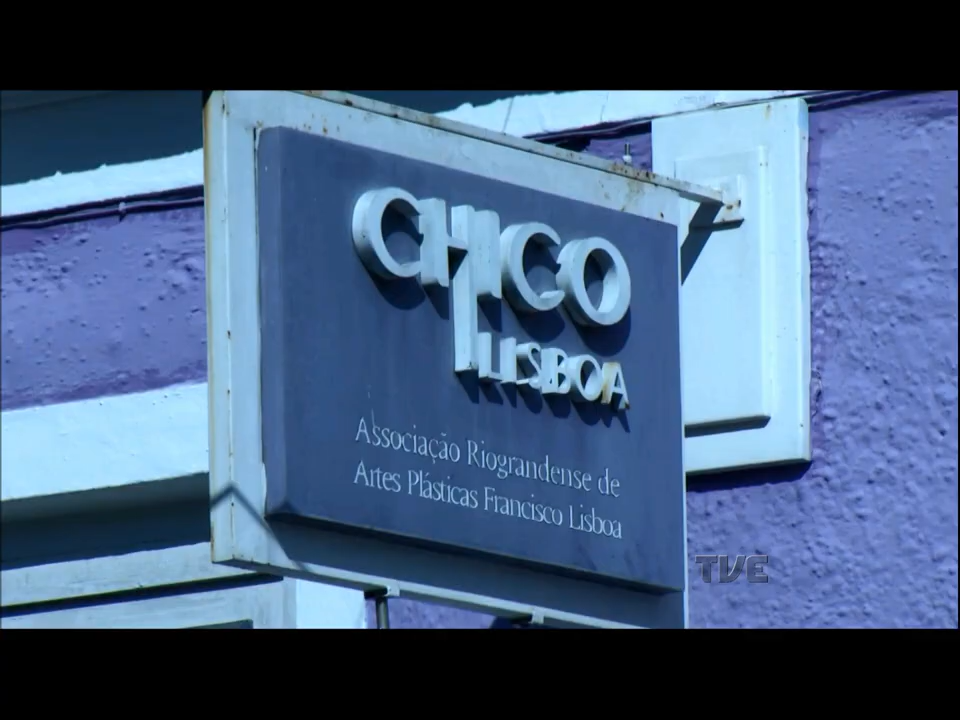 CHICO
LISBOA
Associação Riograndense de
Artes Plásticas Francisco Lisboa
TVE